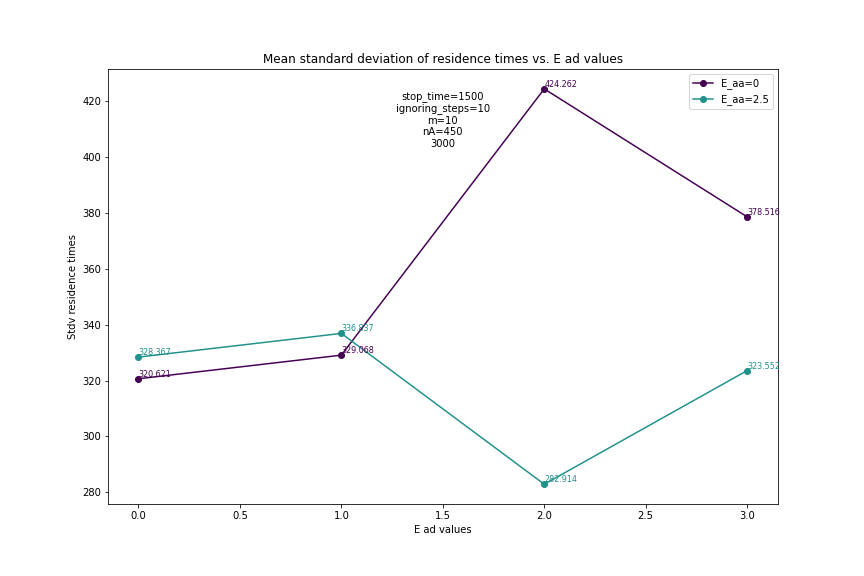 Mean standard deviation of residence times vs. E ad values
E_aa=0
E_aa=2.5
stop_time=1500
ignoring_steps=10
m=10
nA=450
3000
424.262
378.516
336.837
329.068
328.367
320.621
323.552
282.914
420
400
380
360
340
320
300
280
Stdv residence times
0.0 0.5 1.0 1.5 2.0 2.5 3.0
E ad values